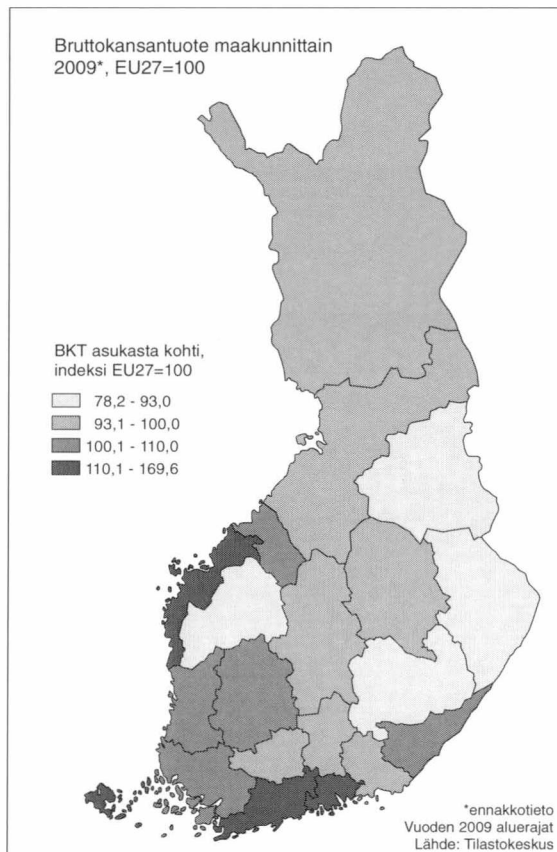 Bruttokansantuote maakunnittain
2009*, EU27=100
BKT asukasta kohti,
indeksi EU27=100
78,2 - 93,0
93,1 - 100,0
100,1 - 110,0
110,1 - 169,6
*ennakkotieto
Vuoden 2009 aluerajat
Lähde: Tilastokeskus